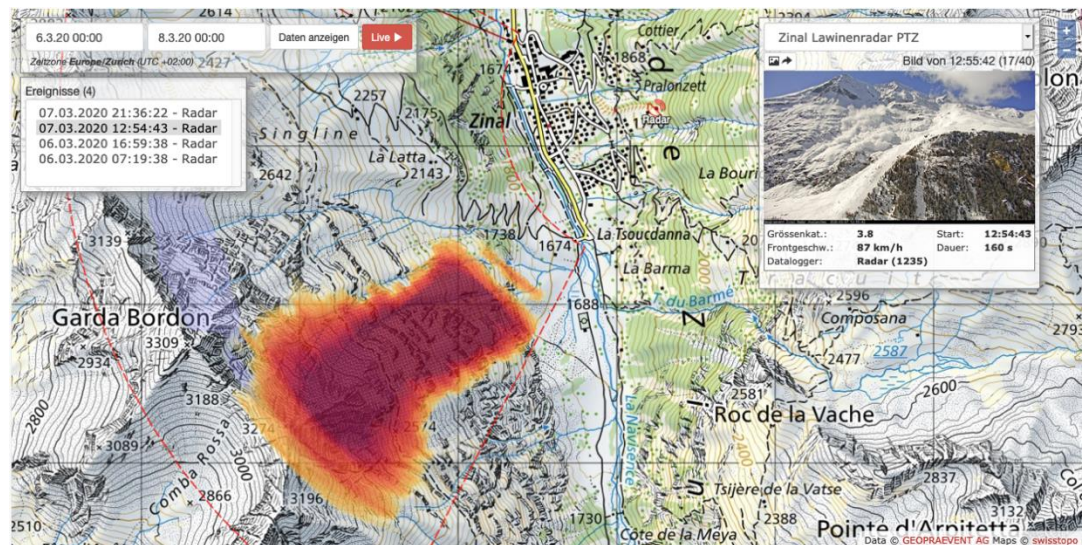 6.3.20 00:00
8.3.20 00:00
Daten anzeigen
Live
Zeitzone Europe/Zurich (UTC +02:00)
Ereignisse (4)
07.03.2020 21:36:22 - Radar
07.03.2020 12:54:43 - Radar
06.03.2020 16:59:38 - Radar
06.03.2020 07:19:38 - Radar
Zinal Lawinenradar PTZ
+
−
Bild von 12:55:42 (17/40)
Grössenkat.: 3.8 Start: 12:54:43
Frontgeschw.: 87 km/h Dauer: 160 s
Datalogger: Radar (1235)
2614
2427
167
Cottier
1868
Pralonzett
2257
2175
Zinal
Radar
d
e
Singline
La Latta
2143
2642
La Bouri
1738
1674
La Tsoucdanna
3139
La Barma
2000
T. du Barmé
1688
Z
2596
Composana
Garda Bordon
3309
2934
2477
2587
2793
2600
3188
2581
Roc de la Vache
2800
i
3274
2574
3089
Comba Rossa
3000
La Navisence
2400
n
2866
3196
Tsijère de la Vatse
2837
2510
1730
2388
3132
Côte de la Meya
Pointe d'Arpitetta
Data © GEOPRAEVENT AG Maps © swisstopo